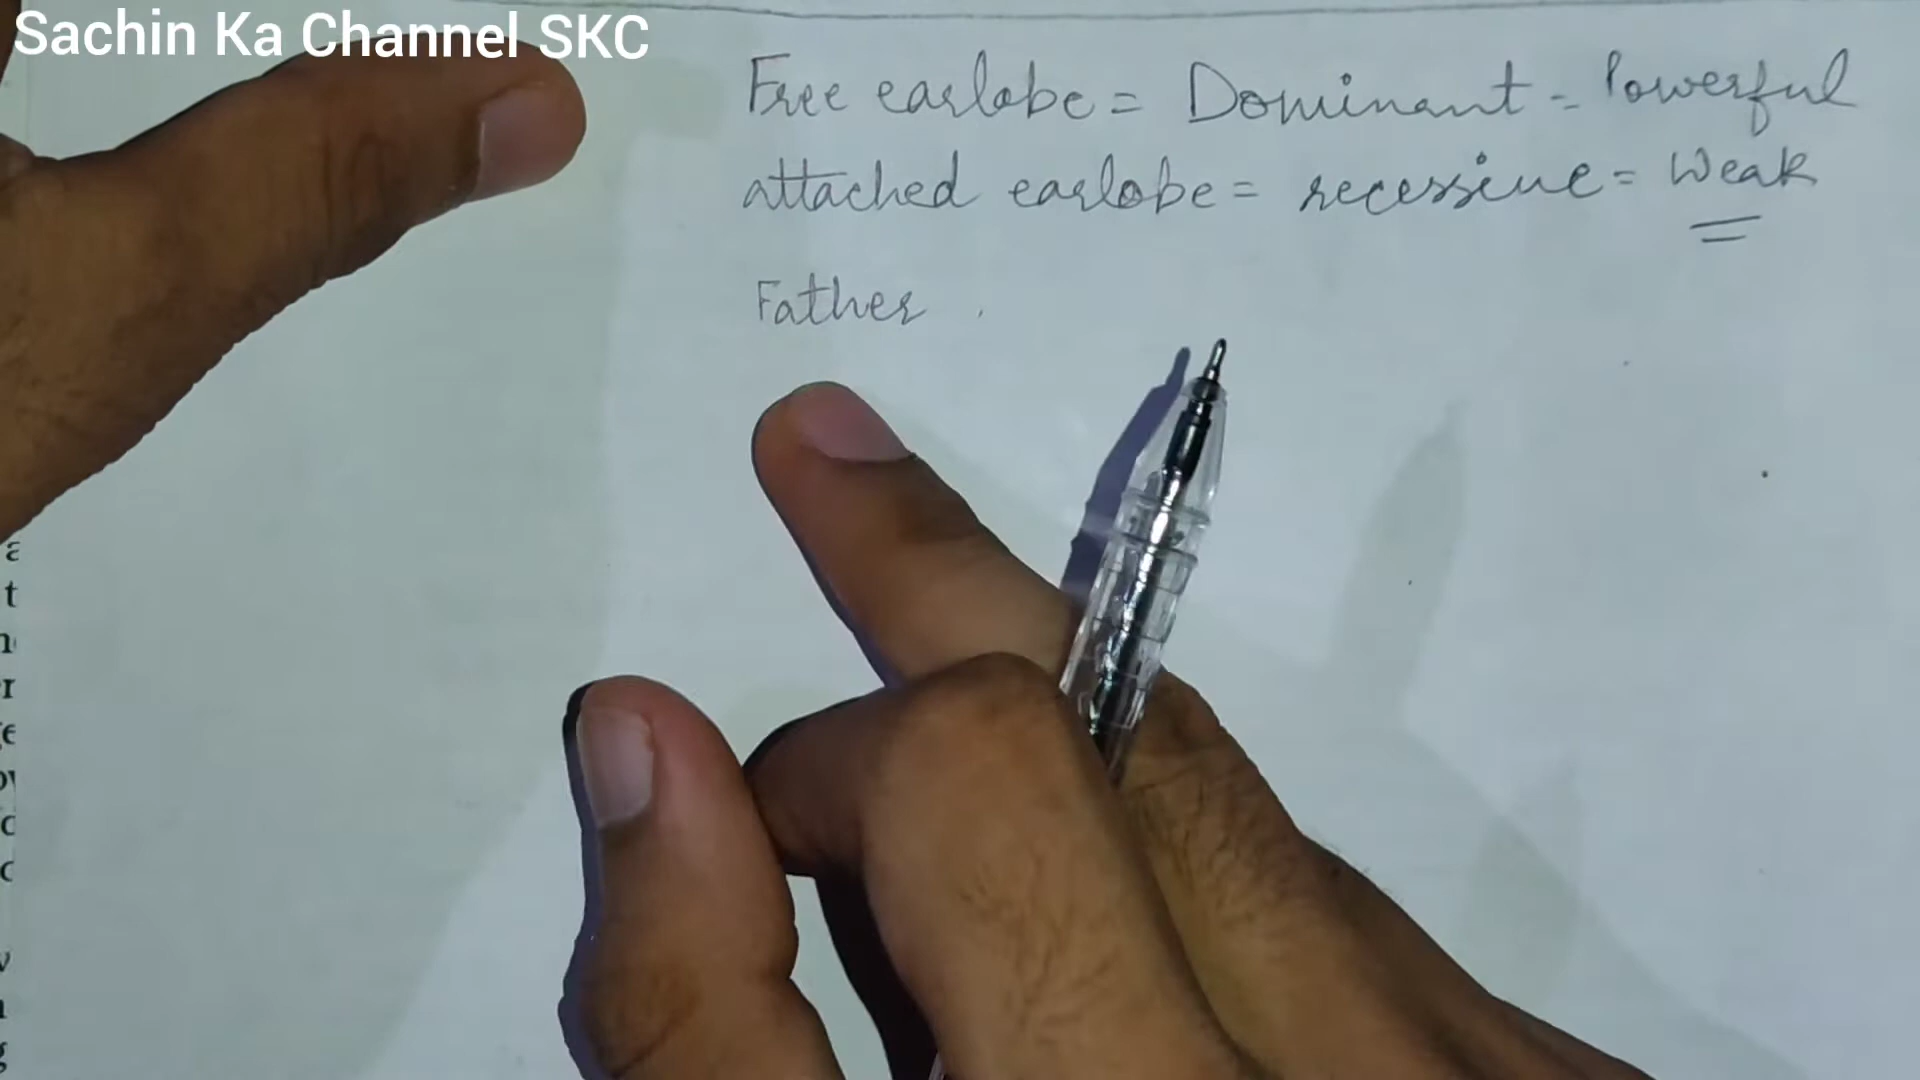 Sachin Ka Channel SKC
Free earlobe = Dominant = Powerful
attached earlobe = recessive = Weak
Father